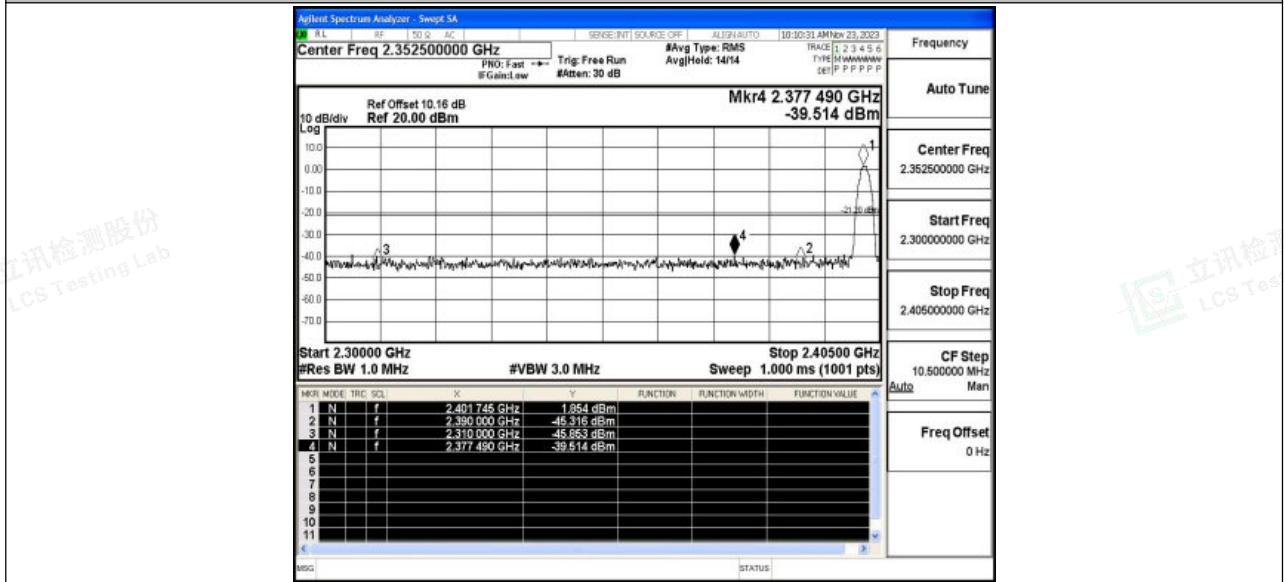 Agilent Spectrum Analyzer - Swept SA
RL RF 50 Ω AC SENSE:INT SOURCE OFF ALIGN AUTO 10:10:31 AM Nov 23, 2023
Center Freq 2.352500000 GHz
PNO: Fast
IFGain:Low
Trig: Free Run
#Atten: 30 dB
#Avg Type: RMS
Avg|Hold: 14/14
TRACE 1 2 3 4 5 6
TYPE M W W W W W
DET P P P P P P
Frequency
Auto Tune
Center Freq
2.352500000 GHz
Start Freq
2.300000000 GHz
Stop Freq
2.405000000 GHz
CF Step
10.500000 MHz
Auto Man
Freq Offset
0 Hz
Mkr4 2.377 490 GHz
-39.514 dBm
Ref Offset 10.16 dB
10 dB/div Ref 20.00 dBm
Log
10.0
0.00
-10.0
-20.0
-30.0
-40.0
-50.0
-60.0
-70.0
1
-21.20 dBm
4
2
3
Start 2.30000 GHz Stop 2.40500 GHz
#Res BW 1.0 MHz #VBW 3.0 MHz Sweep 1.000 ms (1001 pts)
MKR MODE TRC SCL X Y FUNCTION FUNCTION WIDTH FUNCTION VALUE
1 N f 2.401 745 GHz 1.854 dBm
2 N f 2.390 000 GHz -45.316 dBm
3 N f 2.310 000 GHz -45.853 dBm
4 N f 2.377 490 GHz -39.514 dBm
5
6
7
8
9
10
11
MSG STATUS
立讯检测股份
LCS Testing Lab
立讯检测
LCS Tes